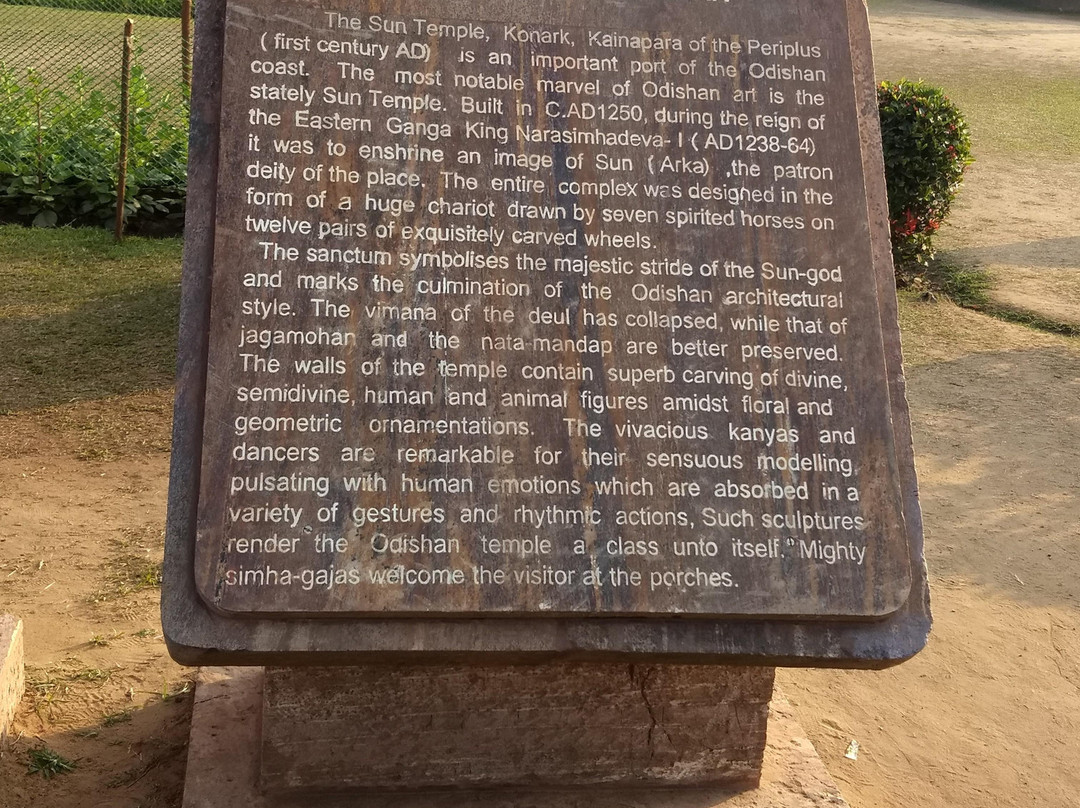 The Sun Temple, Konark, Kainapara of the Periplus
( first century AD) is an important port of the Odishan
coast. The most notable marvel of Odishan art is the
stately Sun Temple. Built in C.AD1250, during the reign of
the Eastern Ganga King Narasimhadeva- I ( AD1238-64)
it was to enshrine an image of Sun (Arka) ,the patron
deity of the place. The entire complex was designed in the
form of a huge chariot drawn by seven spirited horses on
twelve pairs of exquisitely carved wheels.
The sanctum symbolises the majestic stride of the Sun-god
and marks the culmination of the Odishan architectural
style. The vimana of the deul has collapsed, while that of
jagamohan and the nata-mandap are better preserved.
The walls of the temple contain superb carving of divine,
semidivine, human and animal figures amidst floral and
geometric ornamentations. The vivacious kanyas and
dancers are remarkable for their sensuous modelling,
pulsating with human emotions which are absorbed in a
variety of gestures and rhythmic actions, Such sculptures
render the Odishan temple a class unto itself." Mighty
simha-gajas welcome the visitor at the porches.